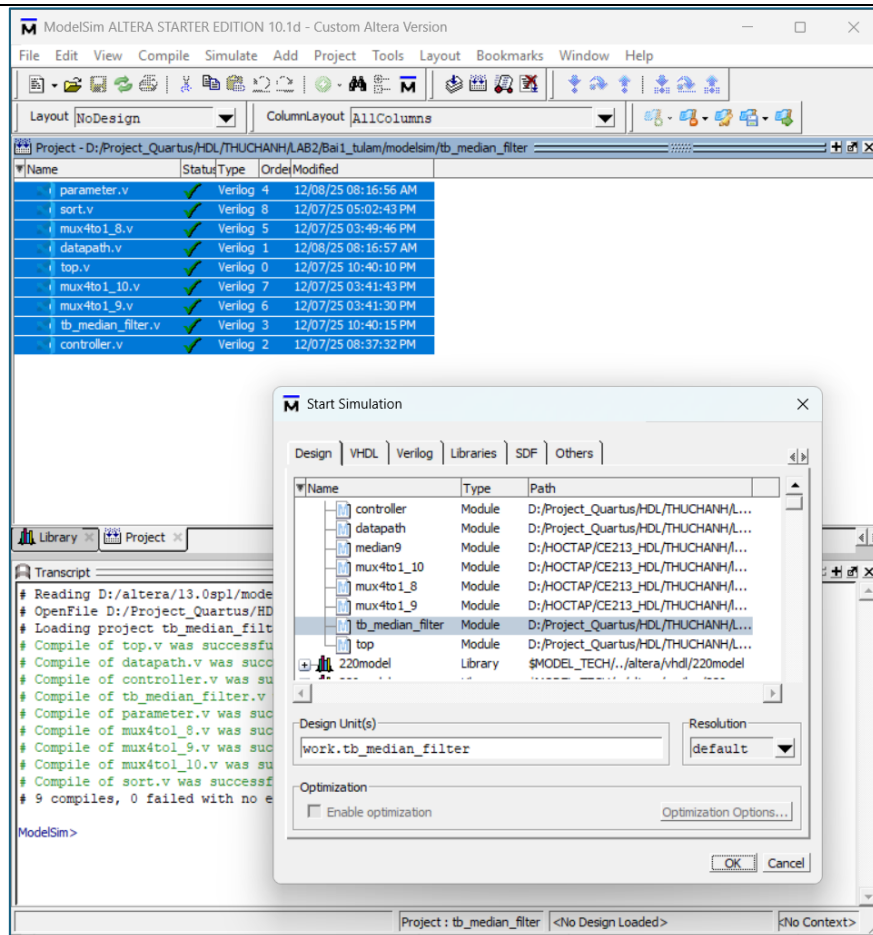 ModelSim ALTERA STARTER EDITION 10.1d - Custom Altera Version
File Edit View Compile Simulate Add Project Tools Layout Bookmarks Window Help
Layout NoDesign ColumnLayout AllColumns
Project - D:/Project_Quartus/HDL/THUCHANH/LAB2/Bai1_tulam/modelsim/tb_median_filter
Name Status Type Order Modified
parameter.v Verilog 4 12/08/25 08:16:56 AM
sort.v Verilog 8 12/07/25 05:02:43 PM
mux4to1_8.v Verilog 5 12/07/25 03:49:46 PM
datapath.v Verilog 1 12/08/25 08:16:57 AM
top.v Verilog 0 12/07/25 10:40:10 PM
mux4to1_10.v Verilog 7 12/07/25 03:41:43 PM
mux4to1_9.v Verilog 6 12/07/25 03:41:30 PM
tb_median_filter.v Verilog 3 12/07/25 10:40:15 PM
controller.v Verilog 2 12/07/25 08:37:32 PM
Start Simulation
Design VHDL Verilog Libraries SDF Others
Name Type Path
controller Module D:/Project_Quartus/HDL/THUCHANH/L...
datapath Module D:/Project_Quartus/HDL/THUCHANH/L...
median9 Module D:/HOCTAP/CE213_HDL/THUCHANH/l...
mux4to1_10 Module D:/HOCTAP/CE213_HDL/THUCHANH/l...
mux4to1_8 Module D:/HOCTAP/CE213_HDL/THUCHANH/l...
mux4to1_9 Module D:/HOCTAP/CE213_HDL/THUCHANH/l...
tb_median_filter Module D:/Project_Quartus/HDL/THUCHANH/L...
top Module D:/Project_Quartus/HDL/THUCHANH/L...
220model Library $MODEL_TECH/../altera/vhdl/220model
Design Unit(s)
work.tb_median_filter
Resolution
default
Optimization
Enable optimization
Optimization Options...
OK Cancel
Library Project
Transcript
# Reading D:/altera/13.0sp1/mode
# OpenFile D:/Project_Quartus/HD
# Loading project tb_median_filt
# Compile of top.v was successfu
# Compile of datapath.v was succ
# Compile of controller.v was su
# Compile of tb_median_filter.v
# Compile of parameter.v was suc
# Compile of mux4to1_8.v was suc
# Compile of mux4to1_9.v was suc
# Compile of mux4to1_10.v was su
# Compile of sort.v was successf
# 9 compiles, 0 failed with no e
ModelSim>
Project : tb_median_filter <No Design Loaded> <No Context>